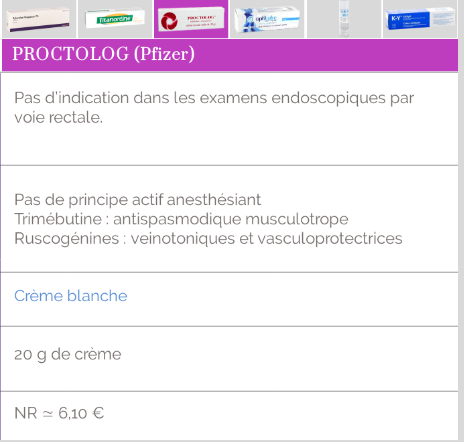 Titanoréine
PROCTOLOG
K-Y
PROCTOLOG (Pfizer)
Pas d'indication dans les examens endoscopiques par
voie rectale.
Pas de principe actif anesthésiant
Trimébutine : antispasmodique musculotrope
Ruscogénines : veinotoniques et vasculoprotectrices
Crème blanche
20 g de crème
NR ≃ 6,10 €